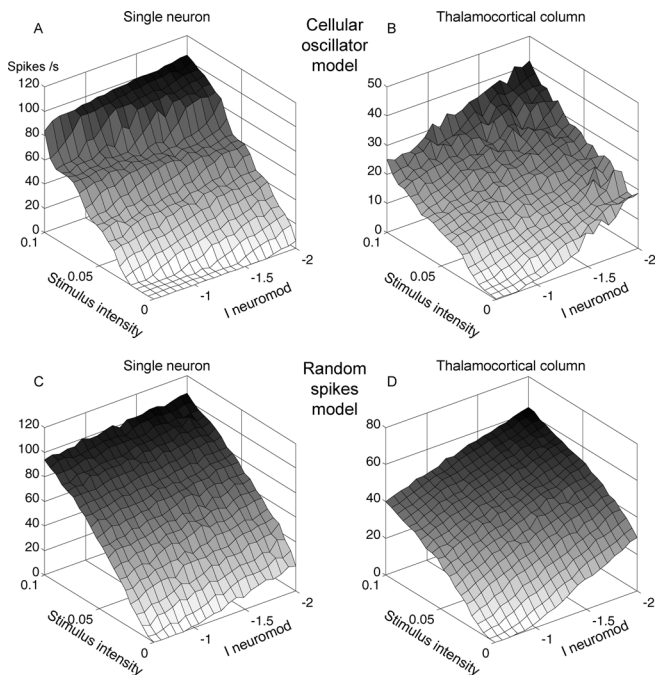 A
Single neuron
Cellular
oscillator
model
B
Thalamocortical column
Spikes /s
120
100
80
60
40
20
0
0.1
0.05
0
Stimulus intensity
-1
-1.5
-2
I neuromod
50
40
30
20
10
0
0.1
0.05
0
Stimulus intensity
-1
-1.5
-2
I neuromod
C
Single neuron
Random
spikes
model
D
Thalamocortical column
120
100
80
60
40
20
0
0.1
0.05
0
Stimulus intensity
-1
-1.5
-2
I neuromod
80
60
40
20
0
0.1
0.05
0
Stimulus intensity
-1
-1.5
-2
I neuromod